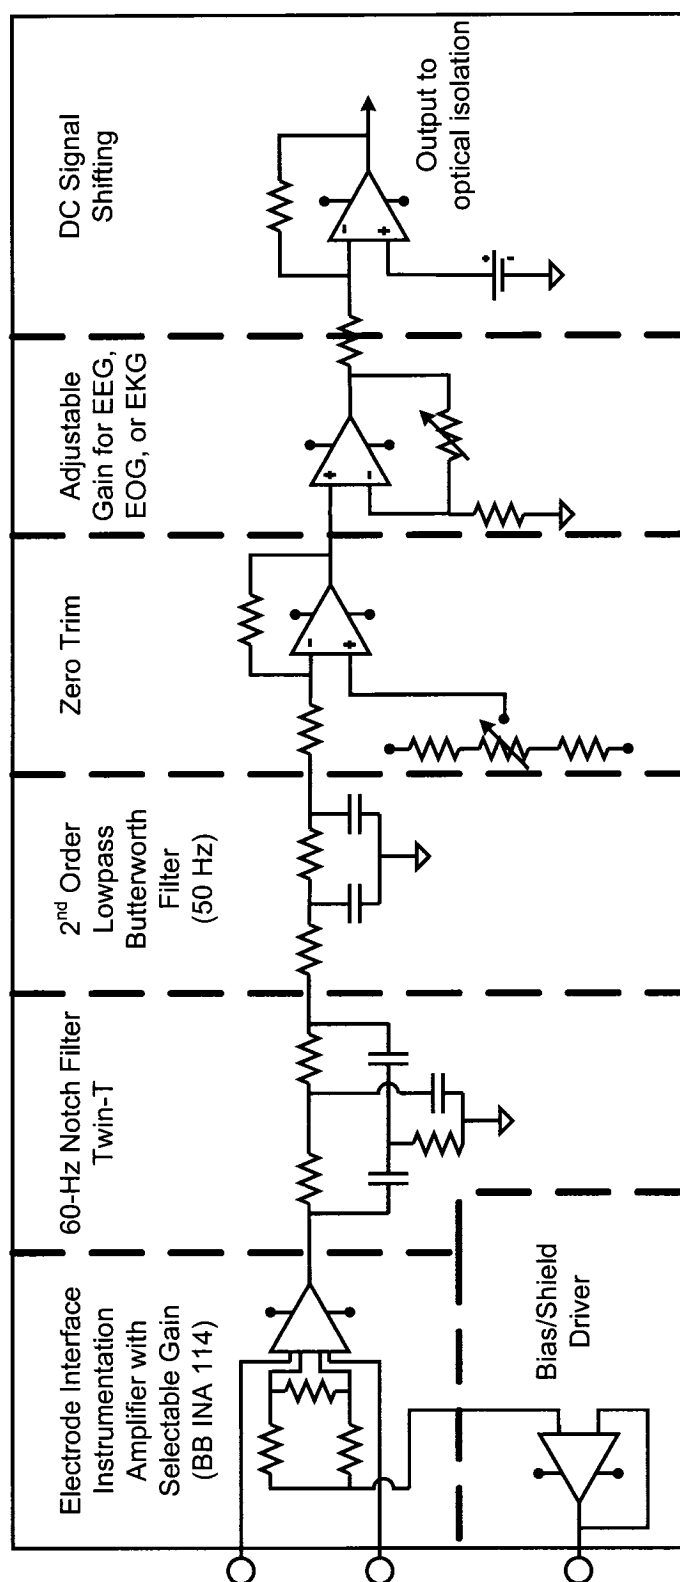 Electrode Interface
Instrumentation
Amplifier with
Selectable Gain
(BB INA 114)
Bias/Shield
Driver
60-Hz Notch Filter
Twin-T
2nd Order
Lowpass
Butterworth
Filter
(50 Hz)
Zero Trim
- +
Adjustable
Gain for EEG,
EOG, or EKG
+ -
DC Signal
Shifting
- +
+ -
Output to
optical isolation